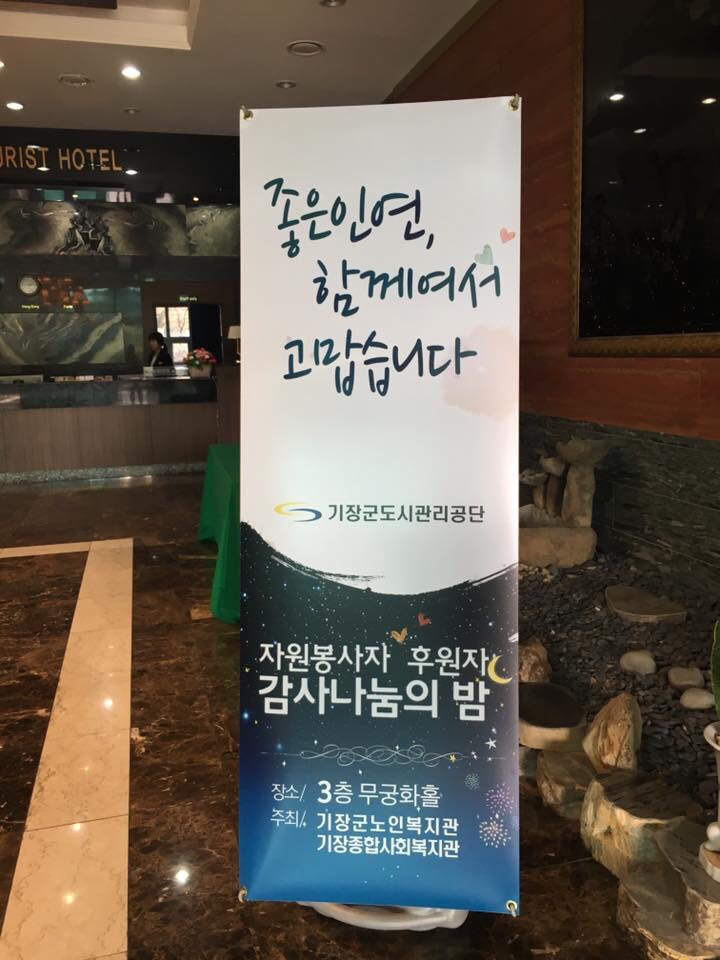 URIST HOTEL
좋은인연,
함께여서
고맙습니다
기장군도시관리공단
자원봉사자 후원자
감사나눔의 밤
장소/ 3층 무궁화홀
주최/ 기장군노인복지관
기장종합사회복지관